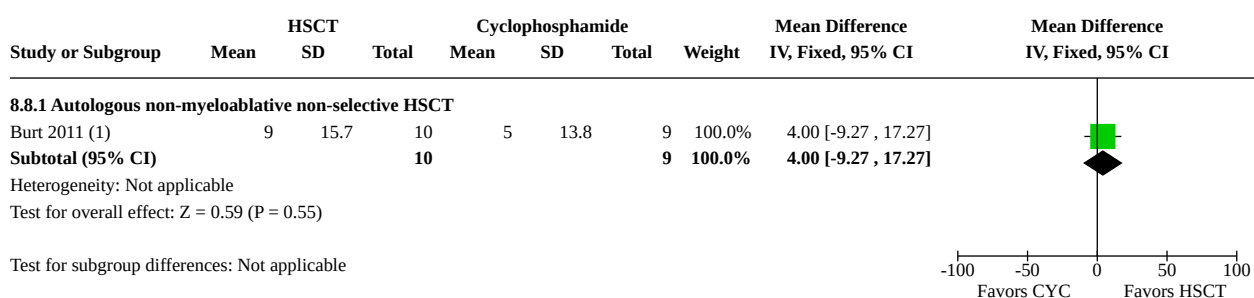 HSCT Cyclophosphamide Mean Difference Mean Difference
Study or Subgroup Mean SD Total Mean SD Total Weight IV, Fixed, 95% CI IV, Fixed, 95% CI
8.8.1 Autologous non-myeloablative non-selective HSCT
Burt 2011 (1) 9 15.7 10 5 13.8 9 100.0% 4.00 [-9.27 , 17.27]
Subtotal (95% CI) 10 9 100.0% 4.00 [-9.27 , 17.27]
Heterogeneity: Not applicable
Test for overall effect: Z = 0.59 (P = 0.55)
Test for subgroup differences: Not applicable
-100 -50 0 50 100
Favors CYC Favors HSCT